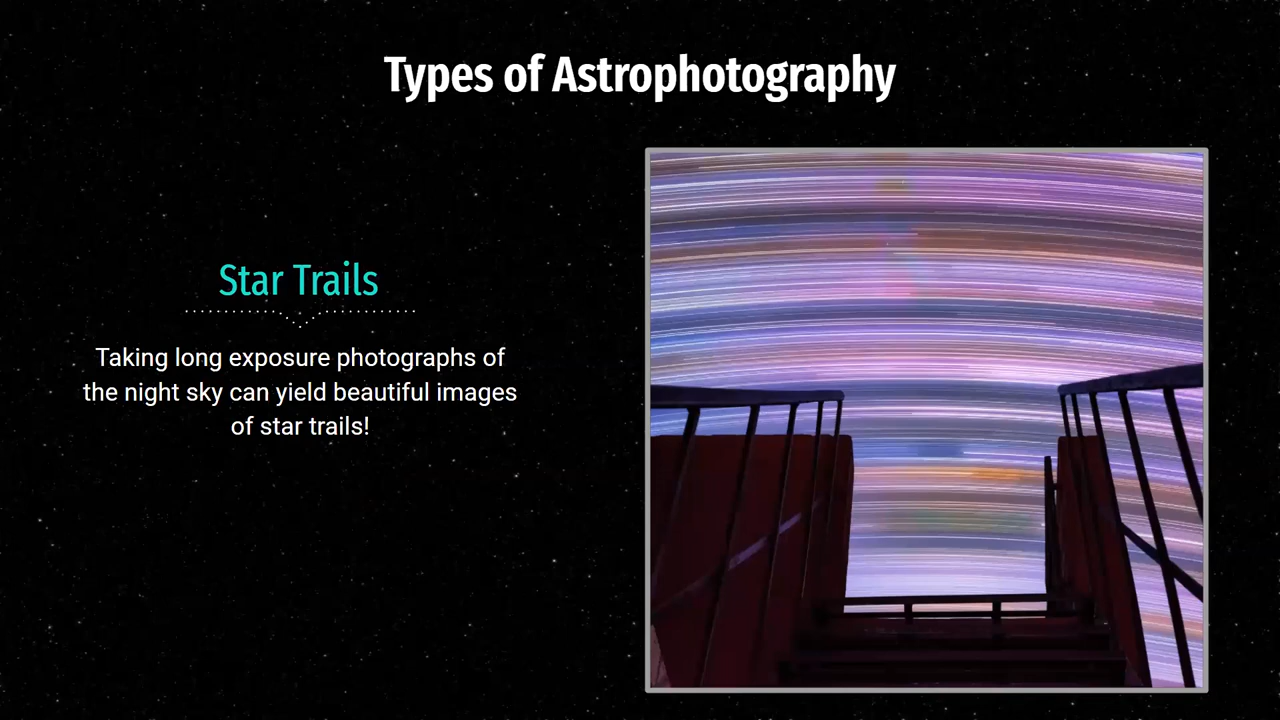 Types of Astrophotography
Star Trails
Taking long exposure photographs of
the night sky can yield beautiful images
of star trails!